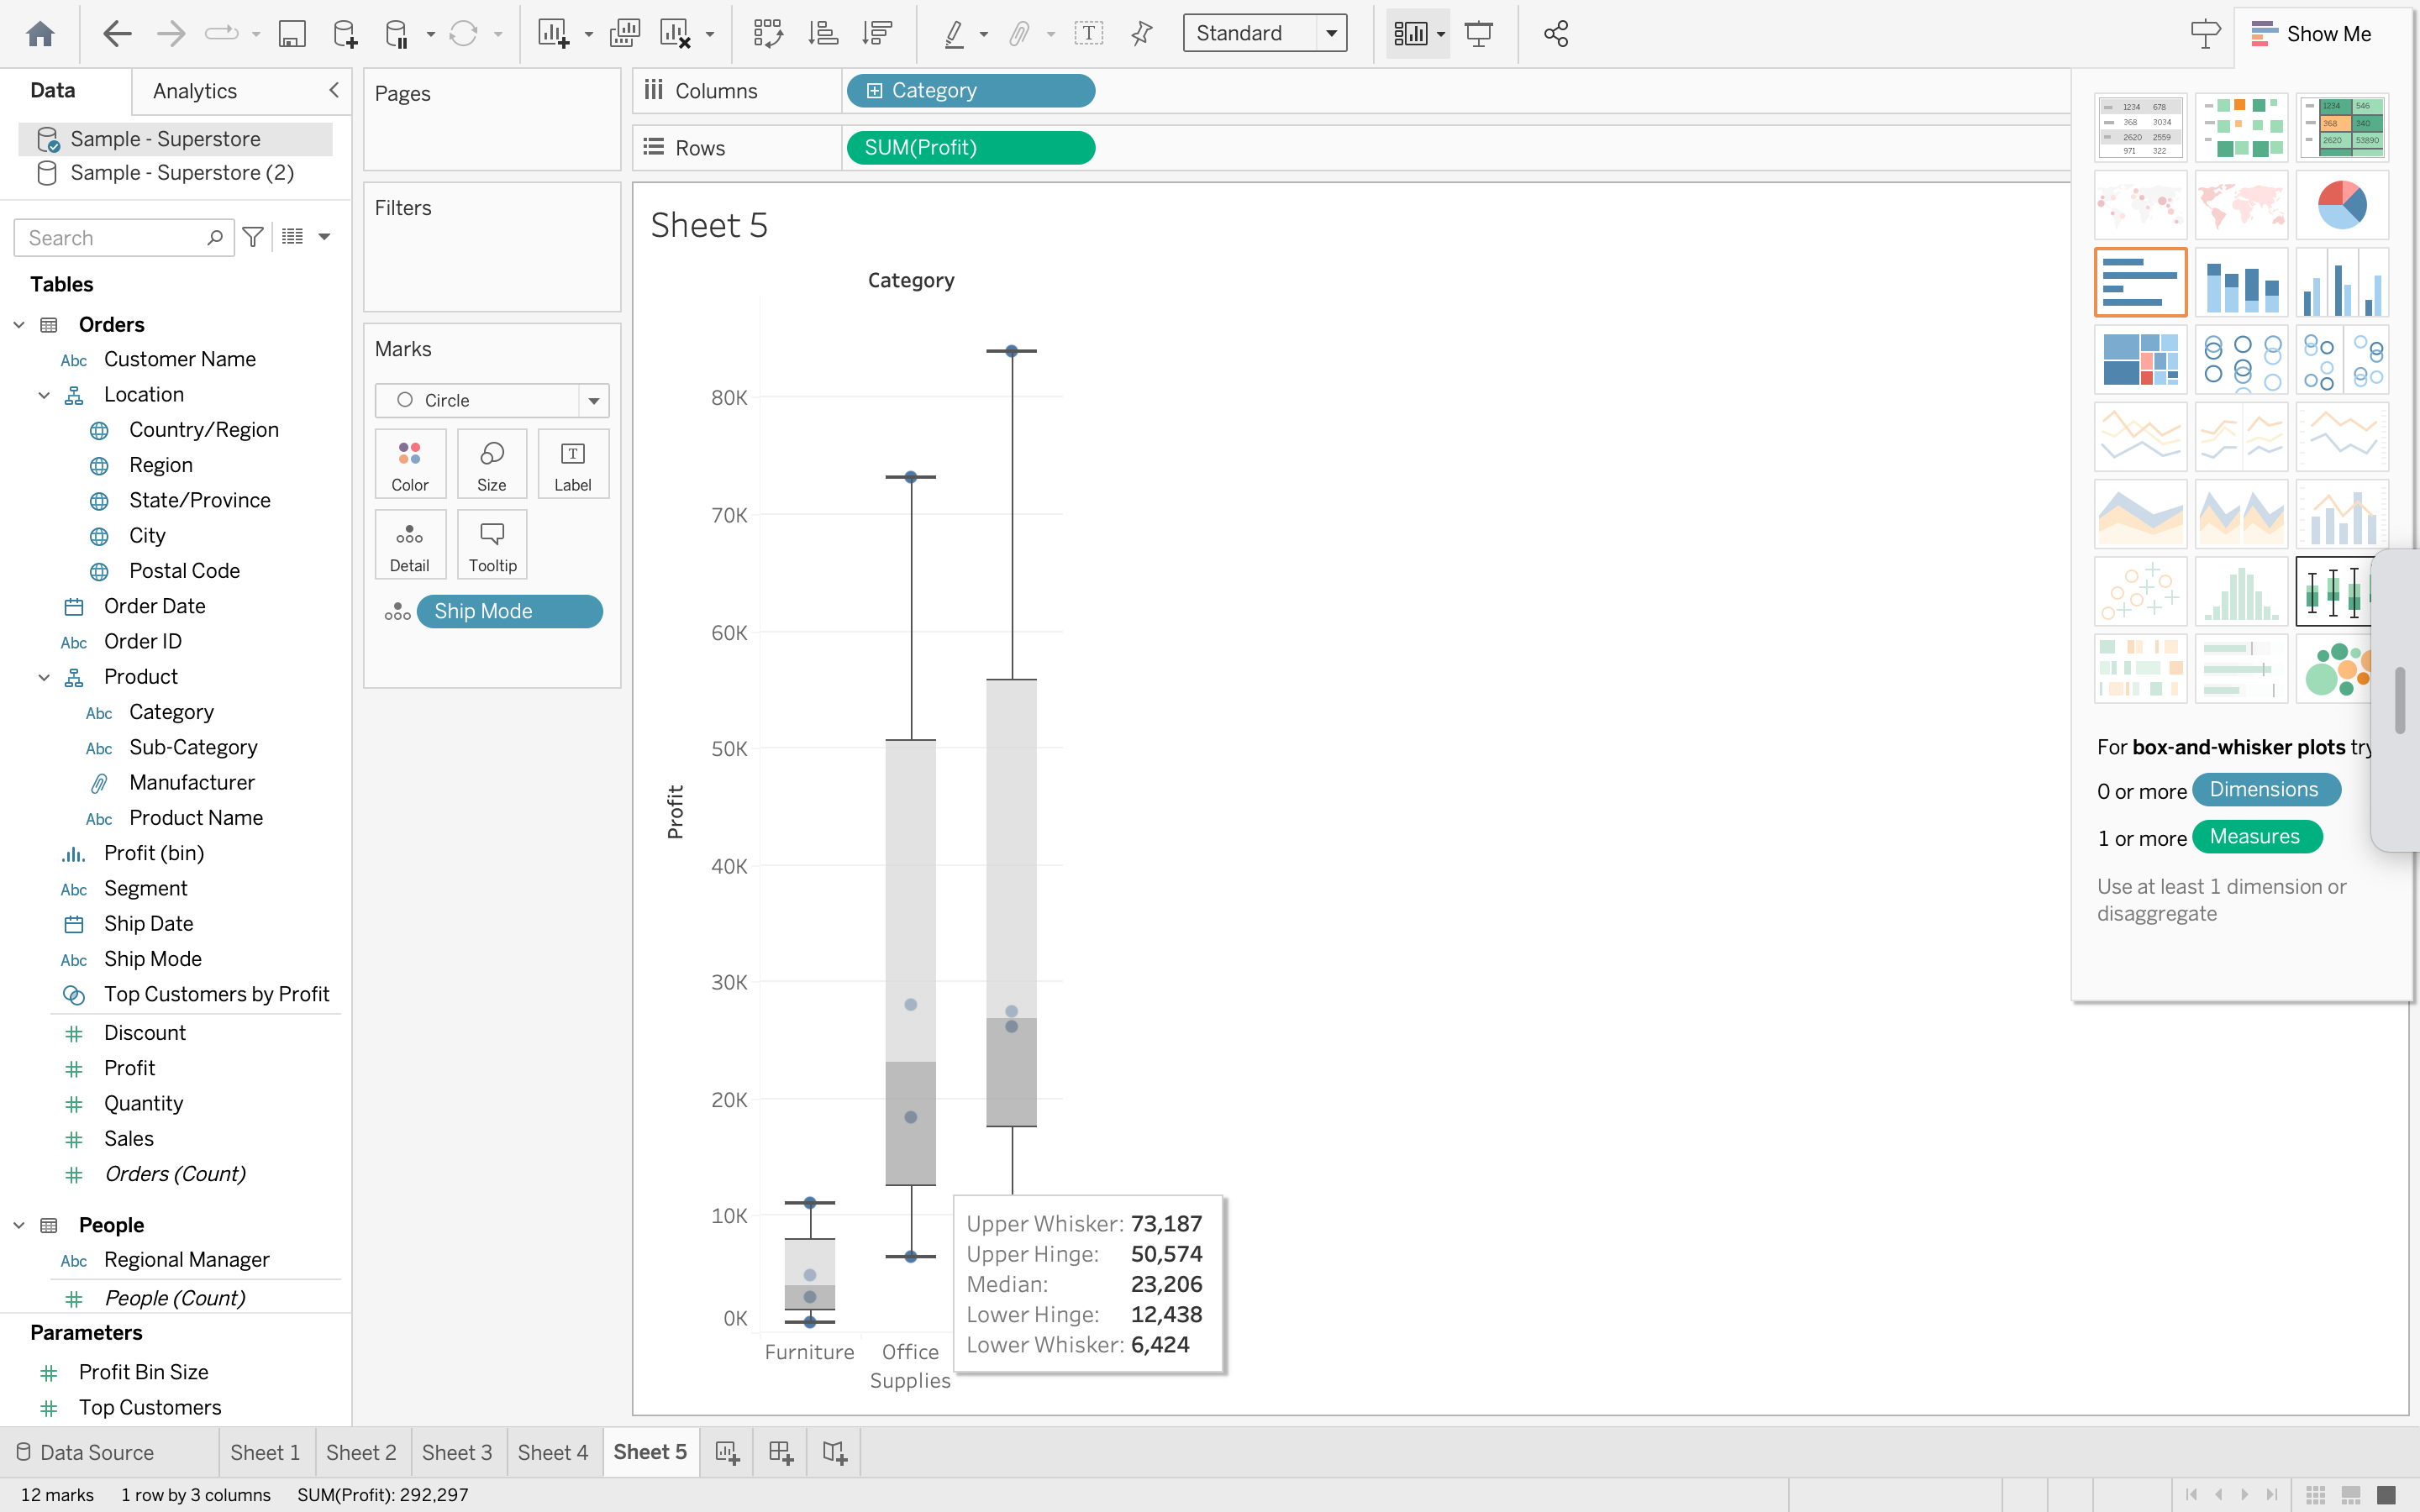 Standard
Show Me
Data
Analytics
Sample - Superstore
Sample - Superstore (2)
Search
Tables
Orders
Abc Customer Name
Location
Country/Region
Region
State/Province
City
Postal Code
Order Date
Abc Order ID
Product
Abc Category
Abc Sub-Category
Manufacturer
Abc Product Name
Profit (bin)
Abc Segment
Ship Date
Abc Ship Mode
Top Customers by Profit
Discount
Profit
Quantity
Sales
Orders (Count)
People
Abc Regional Manager
People (Count)
Parameters
Profit Bin Size
Top Customers
Pages
Filters
Marks
Circle
Color
Size
T
Label
Detail
Tooltip
Ship Mode
Columns
Category
Rows
SUM(Profit)
Sheet 5
Category
80K
70K
60K
50K
40K
30K
20K
10K
0K
Profit
Furniture
Office
Supplies
Upper Whisker: 73,187
Upper Hinge: 50,574
Median: 23,206
Lower Hinge: 12,438
Lower Whisker: 6,424
1234 678
368 3034
2620 2559
971 322
1234 546
368 340
2620 53890
For box-and-whisker plots try
0 or more Dimensions
1 or more Measures
Use at least 1 dimension or
disaggregate
Data Source
Sheet 1
Sheet 2
Sheet 3
Sheet 4
Sheet 5
12 marks
1 row by 3 columns
SUM(Profit): 292,297